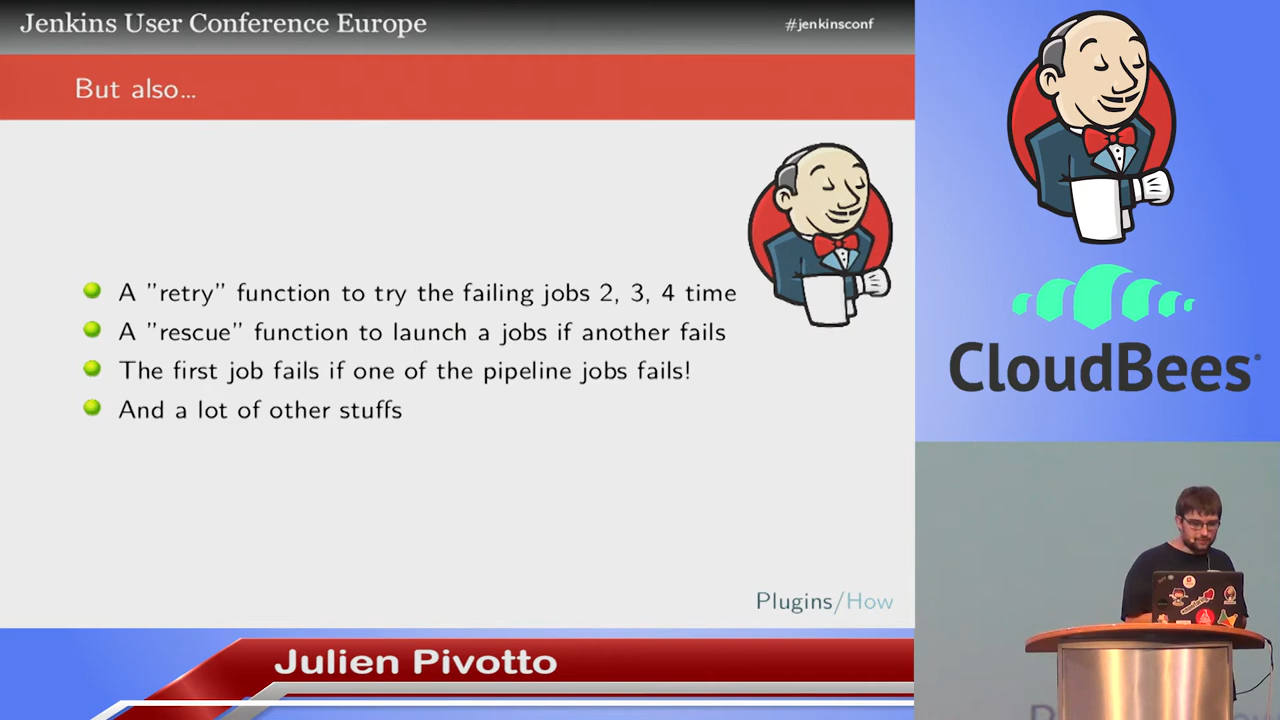 Jenkins User Conference Europe
#jenkinsconf
But also...
A "retry" function to try the failing jobs 2, 3, 4 time
A "rescue" function to launch a jobs if another fails
The first job fails if one of the pipeline jobs fails!
And a lot of other stuffs
Plugins/How
CloudBees
Julien Pivotto